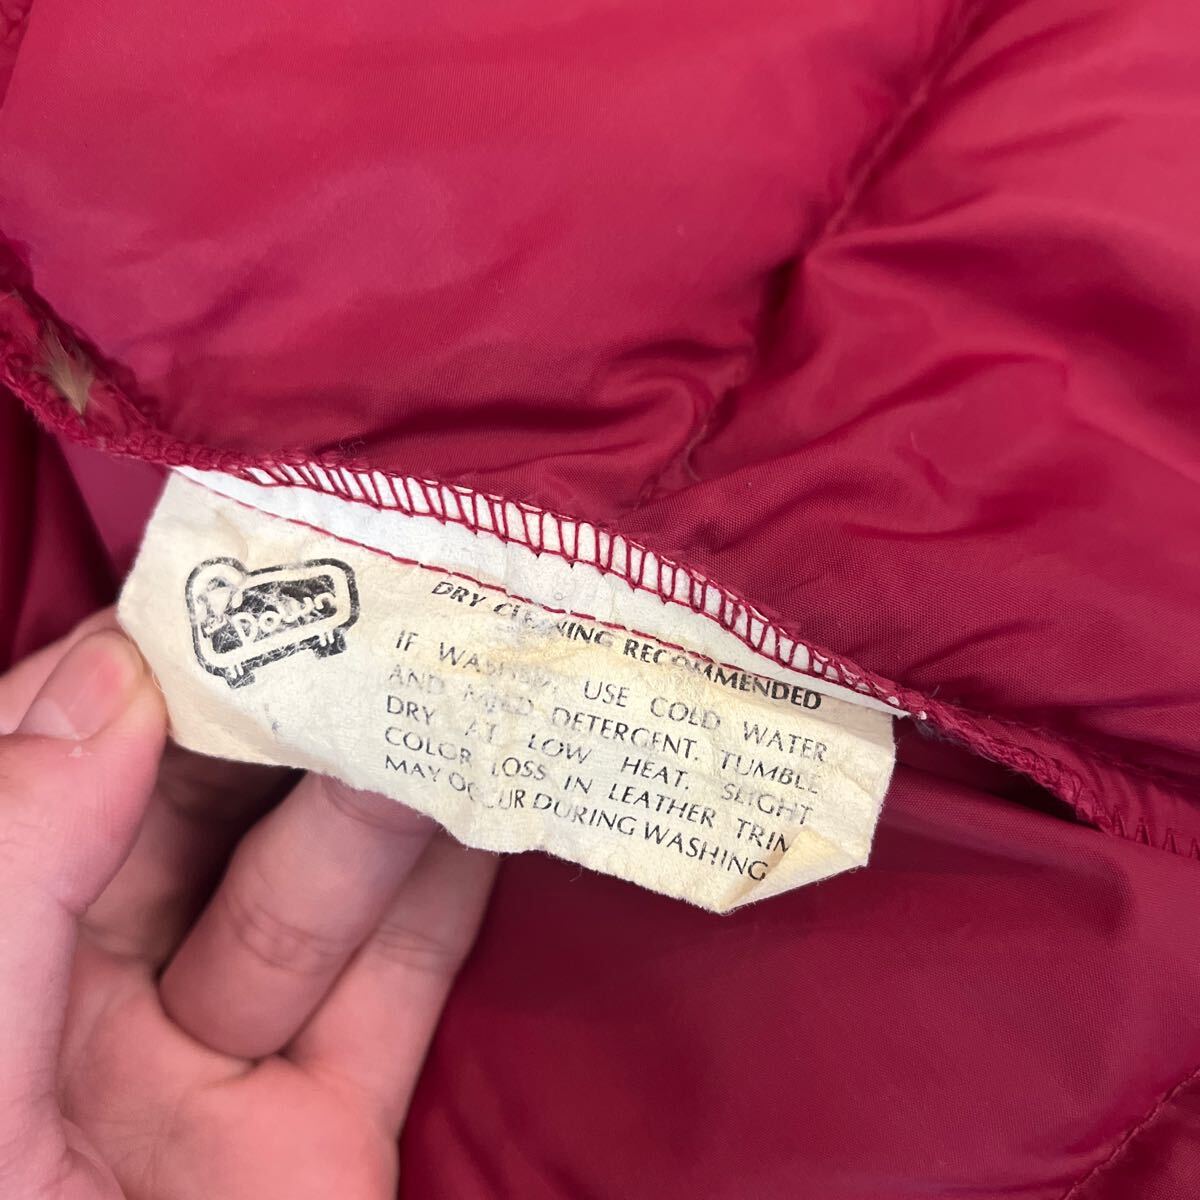 Down
DRY CLEANING RECOMMENDED
IF WASHED, USE COLD WATER
AND MILD DETERGENT. TUMBLE
DRY AT LOW HEAT. SLIGHT
COLOR LOSS IN LEATHER TRIM
MAY OCCUR DURING WASHING